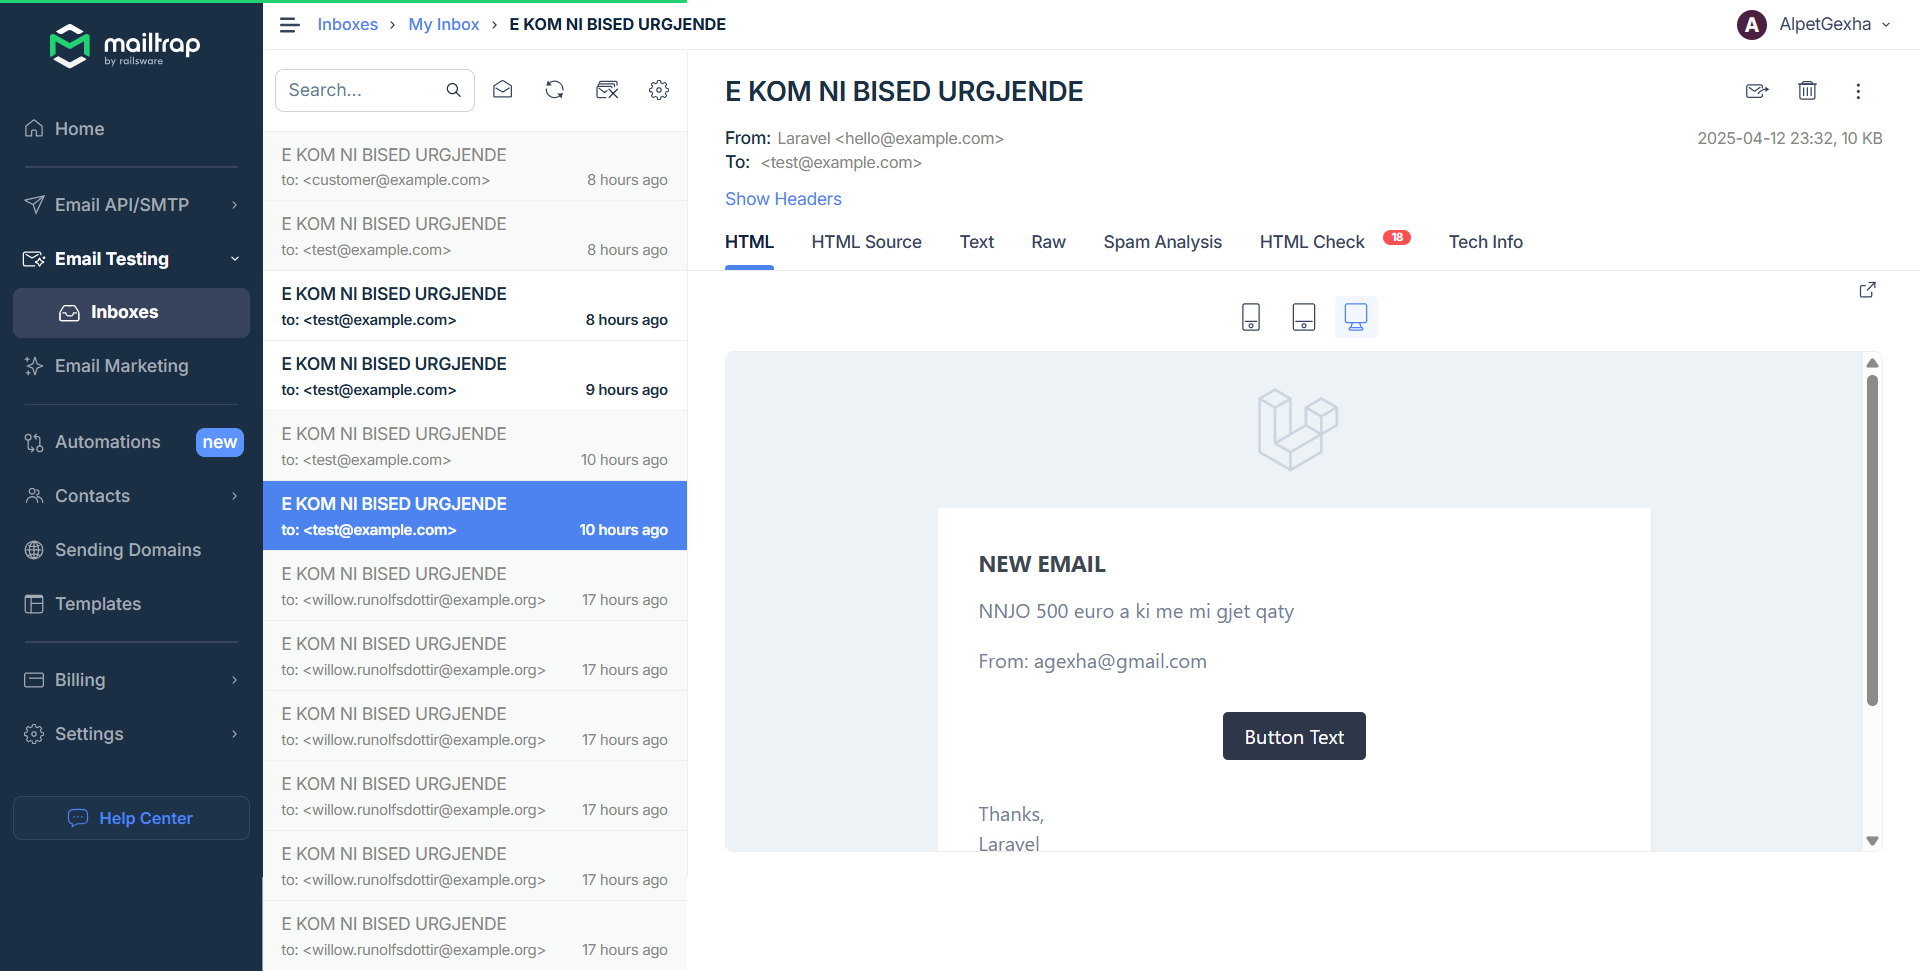 mailtrap
by railsware
Home
Email API/SMTP
Email Testing
Inboxes
Email Marketing
Automations new
Contacts
Sending Domains
Templates
Billing
Settings
Help Center
Inboxes > My Inbox > E KOM NI BISED URGJENDE
A AlpetGexha
Search...
E KOM NI BISED URGJENDE
to: <customer@example.com> 8 hours ago
E KOM NI BISED URGJENDE
to: <test@example.com> 8 hours ago
E KOM NI BISED URGJENDE
to: <test@example.com> 8 hours ago
E KOM NI BISED URGJENDE
to: <test@example.com> 9 hours ago
E KOM NI BISED URGJENDE
to: <test@example.com> 10 hours ago
E KOM NI BISED URGJENDE
to: <test@example.com> 10 hours ago
E KOM NI BISED URGJENDE
to: <willow.runolfsdottir@example.org> 17 hours ago
E KOM NI BISED URGJENDE
to: <willow.runolfsdottir@example.org> 17 hours ago
E KOM NI BISED URGJENDE
to: <willow.runolfsdottir@example.org> 17 hours ago
E KOM NI BISED URGJENDE
to: <willow.runolfsdottir@example.org> 17 hours ago
E KOM NI BISED URGJENDE
to: <willow.runolfsdottir@example.org> 17 hours ago
E KOM NI BISED URGJENDE
to: <willow.runolfsdottir@example.org> 17 hours ago
E KOM NI BISED URGJENDE
From: Laravel <hello@example.com> 2025-04-12 23:32, 10 KB
To: <test@example.com>
Show Headers
HTML HTML Source Text Raw Spam Analysis HTML Check 18 Tech Info
NEW EMAIL
NNJO 500 euro a ki me mi gjet qaty
From: agexha@gmail.com
Button Text
Thanks,
Laravel